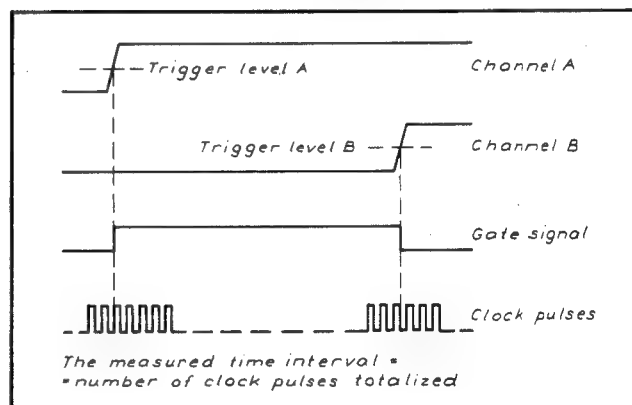 Trigger level A
Channel A
Trigger level B
Channel B
Gate signal
Clock pulses
The measured time interval =
= number of clock pulses totalized